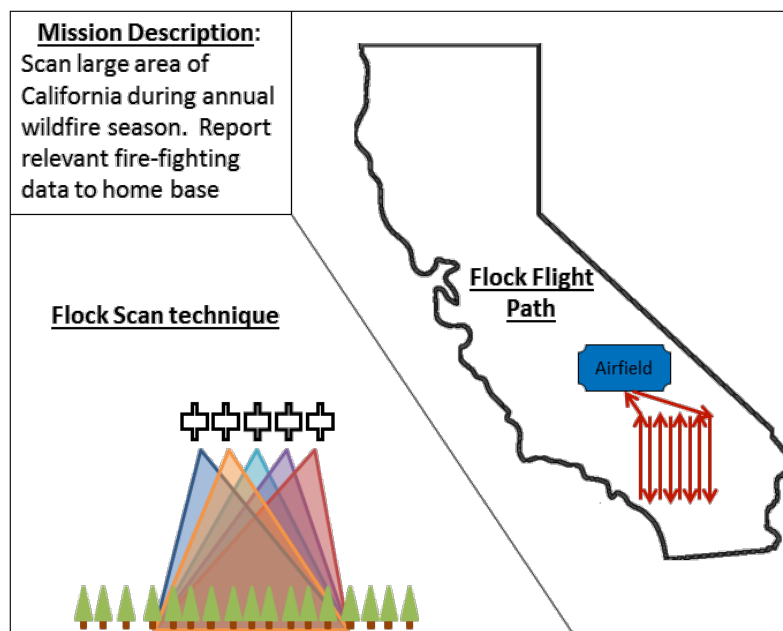 Mission Description:
Scan large area of
California during annual
wildfire season.  Report
relevant fire-fighting
data to home base
Flock Scan technique
Flock Flight
Path
Airfield